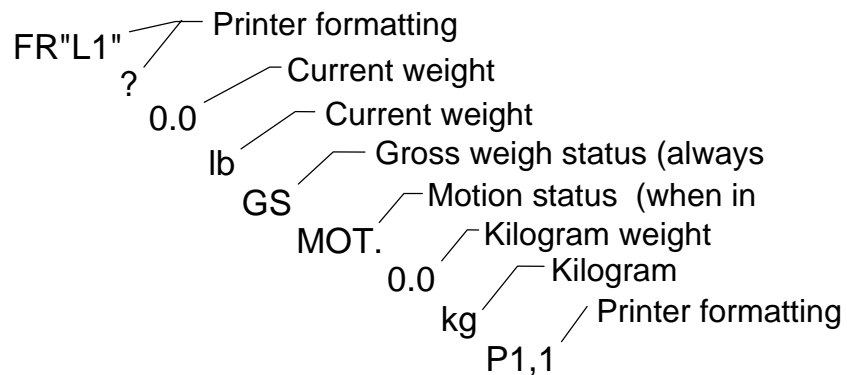 Printer formatting
FR"L1"
?
Current weight
0.0
Current weight
lb
Gross weigh status (always
GS
Motion status (when in
MOT.
Kilogram weight
0.0
Kilogram
kg
Printer formatting
P1,1